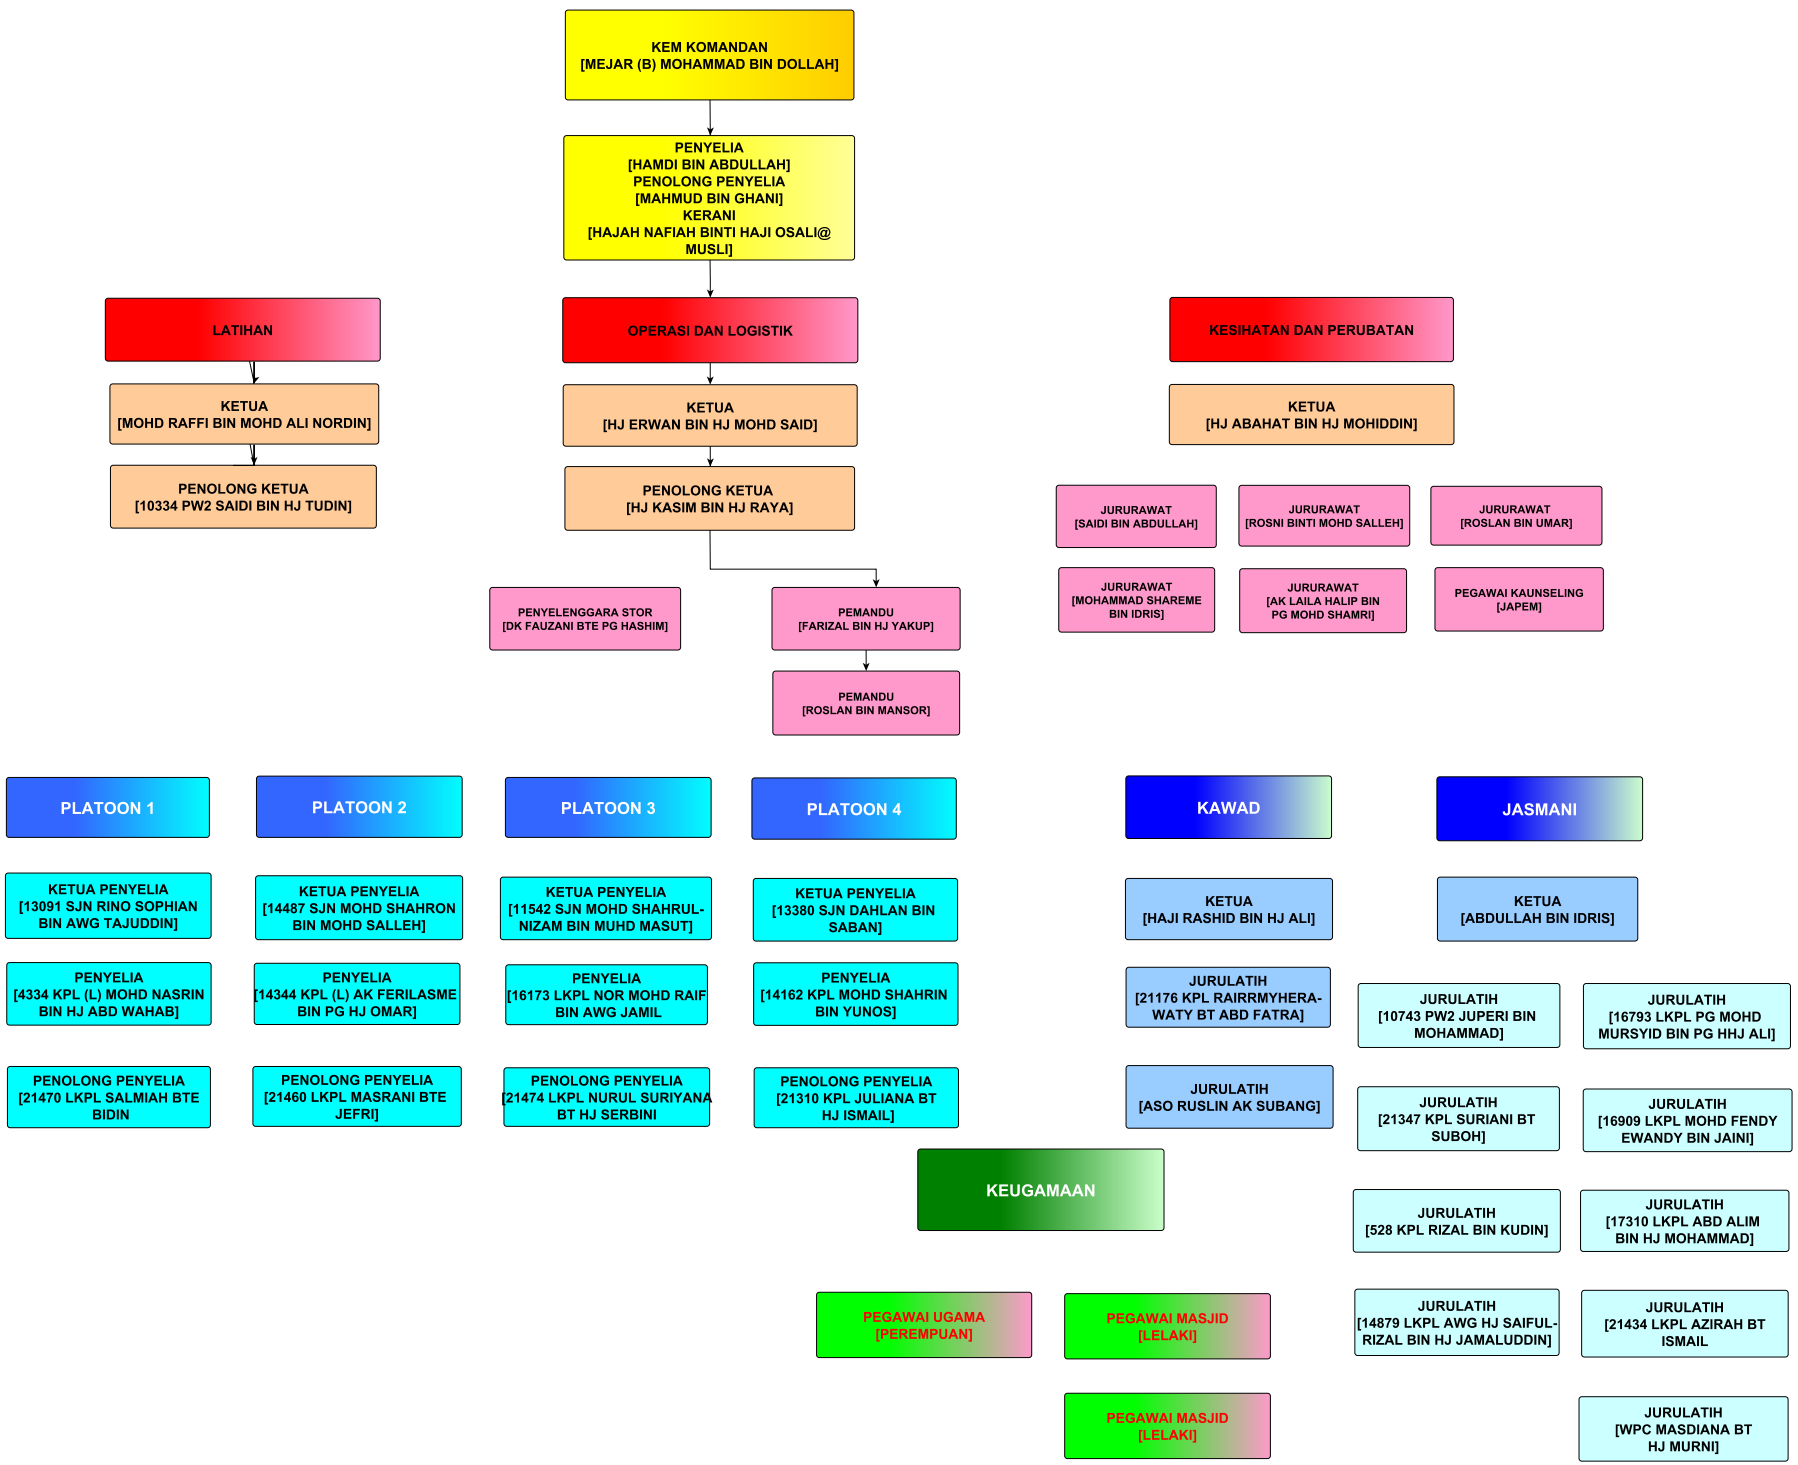 KEM KOMANDAN
[MEJAR (B) MOHAMMAD BIN DOLLAH]
PENYELIA
[HAMDI BIN ABDULLAH]
PENOLONG PENYELIA
[MAHMUD BIN GHANI]
KERANI
[HAJAH NAFIAH BINTI HAJI OSALI@
MUSLI]
LATIHAN
OPERASI DAN LOGISTIK
KESIHATAN DAN PERUBATAN
KETUA
[MOHD RAFFI BIN MOHD ALI NORDIN]
KETUA
[HJ ERWAN BIN HJ MOHD SAID]
KETUA
[HJ ABAHAT BIN HJ MOHIDDIN]
PENOLONG KETUA
[10334 PW2 SAIDI BIN HJ TUDIN]
PENOLONG KETUA
[HJ KASIM BIN HJ RAYA]
JURURAWAT
[SAIDI BIN ABDULLAH]
JURURAWAT
[ROSNI BINTI MOHD SALLEH]
JURURAWAT
[ROSLAN BIN UMAR]
JURURAWAT
[MOHAMMAD SHAREME
BIN IDRIS]
JURURAWAT
[AK LAILA HALIP BIN
PG MOHD SHAMRI]
PEGAWAI KAUNSELING
[JAPEM]
PENYELENGGARA STOR
[DK FAUZANI BTE PG HASHIM]
PEMANDU
[FARIZAL BIN HJ YAKUP]
PEMANDU
[ROSLAN BIN MANSOR]
PLATOON 1
PLATOON 2
PLATOON 3
PLATOON 4
KAWAD
JASMANI
KETUA PENYELIA
[13091 SJN RINO SOPHIAN
BIN AWG TAJUDDIN]
KETUA PENYELIA
[14487 SJN MOHD SHAHRON
BIN MOHD SALLEH]
KETUA PENYELIA
[11542 SJN MOHD SHAHRUL-
NIZAM BIN MUHD MASUT]
KETUA PENYELIA
[13380 SJN DAHLAN BIN
SABAN]
KETUA
[HAJI RASHID BIN HJ ALI]
KETUA
[ABDULLAH BIN IDRIS]
PENYELIA
[4334 KPL (L) MOHD NASRIN
BIN HJ ABD WAHAB]
PENYELIA
[14344 KPL (L) AK FERILASME
BIN PG HJ OMAR]
PENYELIA
[16173 LKPL NOR MOHD RAIF
BIN AWG JAMIL
PENYELIA
[14162 KPL MOHD SHAHRIN
BIN YUNOS]
JURULATIH
[21176 KPL RAIRRMYHERA-
WATY BT ABD FATRA]
JURULATIH
[10743 PW2 JUPERI BIN
MOHAMMAD]
JURULATIH
[16793 LKPL PG MOHD
MURSYID BIN PG HHJ ALI]
PENOLONG PENYELIA
[21470 LKPL SALMIAH BTE
BIDIN
PENOLONG PENYELIA
[21460 LKPL MASRANI BTE
JEFRI]
PENOLONG PENYELIA
[21474 LKPL NURUL SURIYANA
BT HJ SERBINI
PENOLONG PENYELIA
[21310 KPL JULIANA BT
HJ ISMAIL]
JURULATIH
[ASO RUSLIN AK SUBANG]
JURULATIH
[21347 KPL SURIANI BT
SUBOH]
JURULATIH
[16909 LKPL MOHD FENDY
EWANDY BIN JAINI]
KEUGAMAAN
JURULATIH
[528 KPL RIZAL BIN KUDIN]
JURULATIH
[17310 LKPL ABD ALIM
BIN HJ MOHAMMAD]
PEGAWAI UGAMA
[PEREMPUAN]
PEGAWAI MASJID
[LELAKI]
JURULATIH
[14879 LKPL AWG HJ SAIFUL-
RIZAL BIN HJ JAMALUDDIN]
JURULATIH
[21434 LKPL AZIRAH BT
ISMAIL
PEGAWAI MASJID
[LELAKI]
JURULATIH
[WPC MASDIANA BT
HJ MURNI]